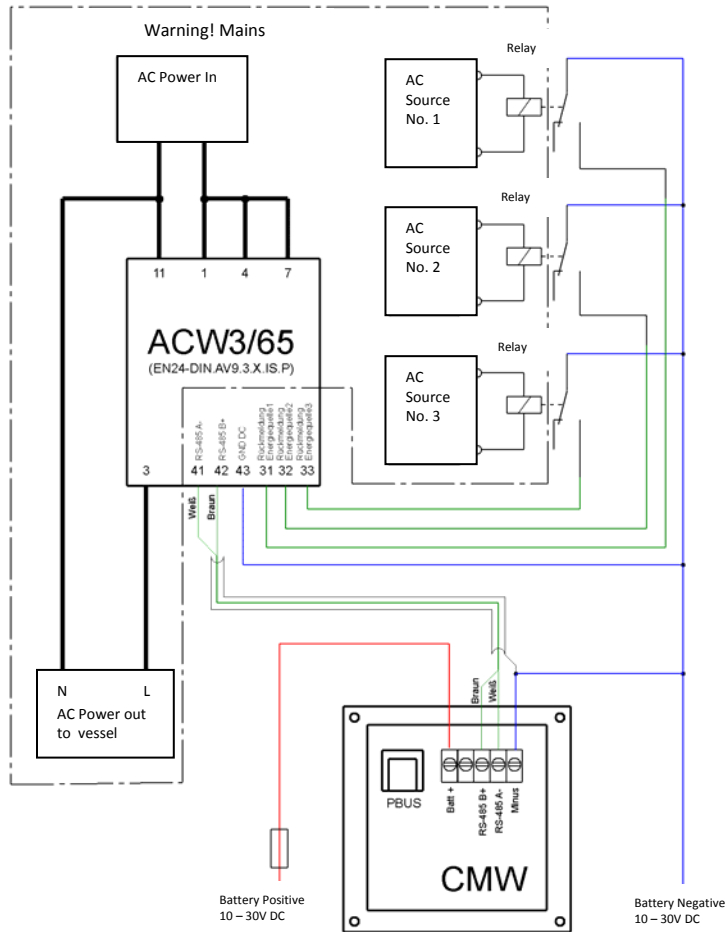 Warning! Mains
AC Power In
Relay
AC
Source
No. 1
Relay
AC
Source
No. 2
Relay
AC
Source
No. 3
11 1 4 7
ACW3/65
(EN24-DIN.AV9.3.X.IS.P)
RS-485 A-
RS-485 B+
GND DC
Rückmeldung
Energiequelle1
Rückmeldung
Energiequelle2
Rückmeldung
Energiequelle3
3 41 42 43 31 32 33
Weiß
Braun
N L
AC Power out
to vessel
Braun
Weiß
PBUS
Batt +
RS-485 B+
RS-485 A-
Minus
CMW
Battery Positive
10 – 30V DC
Battery Negative
10 – 30V DC